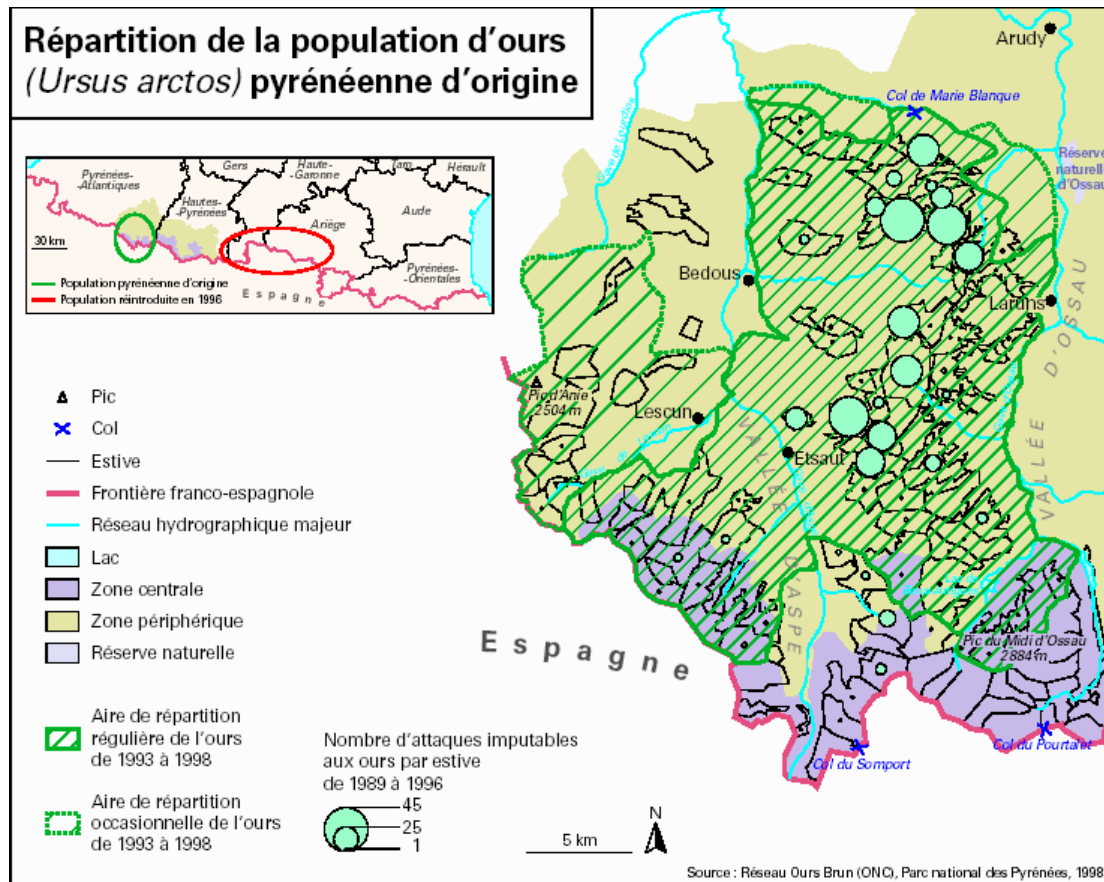 Répartition de la population d'ours
(Ursus arctos) pyrénéenne d'origine
Pyrénées-
-Atlantiques
Gers
Haute-
-Garonne
Tarn
Hérault
Hautes-
-Pyrénées
Ariège
Aude
Pyrénées-
-Orientales
30 km
Espagne
Population pyrénéenne d'origine
Population réintroduite en 1996
Arudy
Col de Marie Blanque
Gave de Lourdios
Réserve
naturelle
d'Ossau
Bedous
Laruns
VALLÉE D'OSSAU
Pic d'Anie
2504 m
Lescun
Etsaut
VALLÉE D'ASPE
Pic du Midi d'Ossau
2884 m
Col du Pourtalet
Col du Somport
Espagne
Pic
Col
Estive
Frontière franco-espagnole
Réseau hydrographique majeur
Lac
Zone centrale
Zone périphérique
Réserve naturelle
Aire de répartition
régulière de l'ours
de 1993 à 1998
Aire de répartition
occasionnelle de l'ours
de 1993 à 1998
Nombre d'attaques imputables
aux ours par estive
de 1989 à 1996
45
25
1
5 km
N
Source : Réseau Ours Brun (ONC), Parc national des Pyrénées, 1998